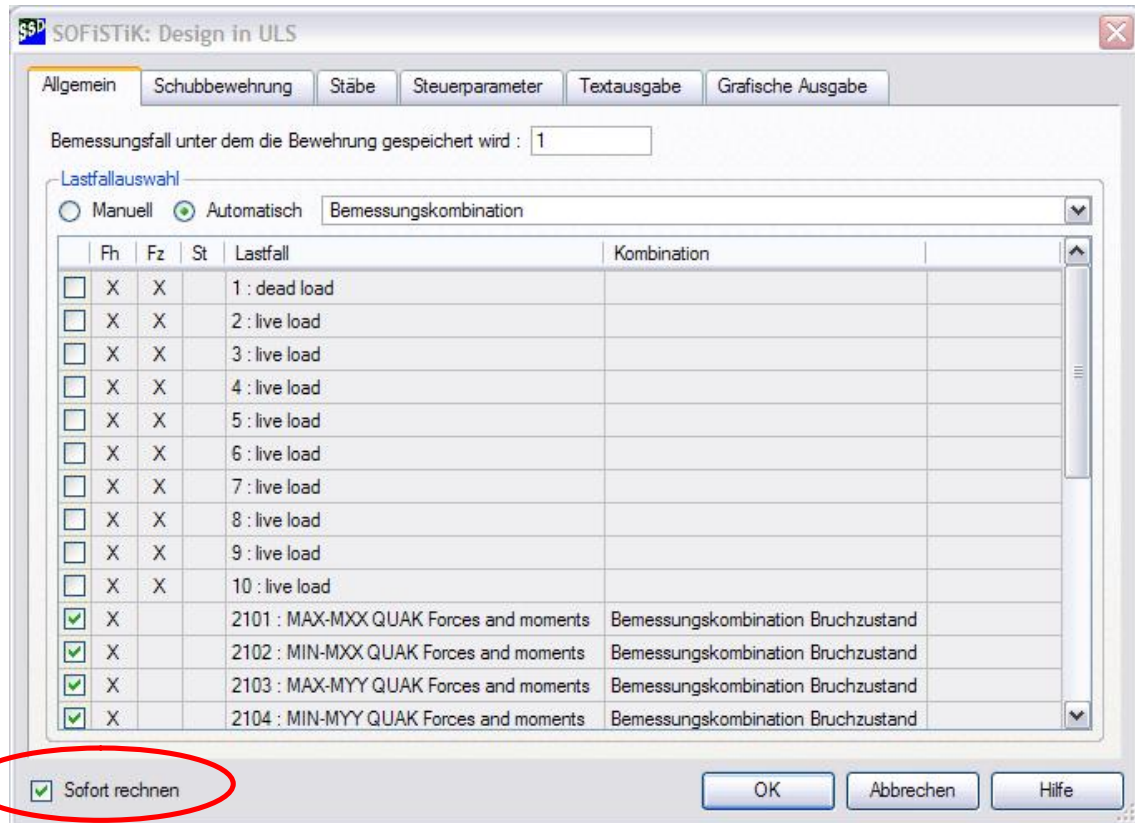 SSD SOFiSTiK: Design in ULS
Allgemein Schubbewehrung Stäbe Steuerparameter Textausgabe Grafische Ausgabe
Bemessungsfall unter dem die Bewehrung gespeichert wird : 1
Lastfallauswahl
Manuell Automatisch Bemessungskombination
Fh Fz St Lastfall Kombination
X X 1 : dead load
X X 2 : live load
X X 3 : live load
X X 4 : live load
X X 5 : live load
X X 6 : live load
X X 7 : live load
X X 8 : live load
X X 9 : live load
X X 10 : live load
X 2101 : MAX-MXX QUAK Forces and moments Bemessungskombination Bruchzustand
X 2102 : MIN-MXX QUAK Forces and moments Bemessungskombination Bruchzustand
X 2103 : MAX-MYY QUAK Forces and moments Bemessungskombination Bruchzustand
X 2104 : MIN-MYY QUAK Forces and moments Bemessungskombination Bruchzustand
Sofort rechnen OK Abbrechen Hilfe